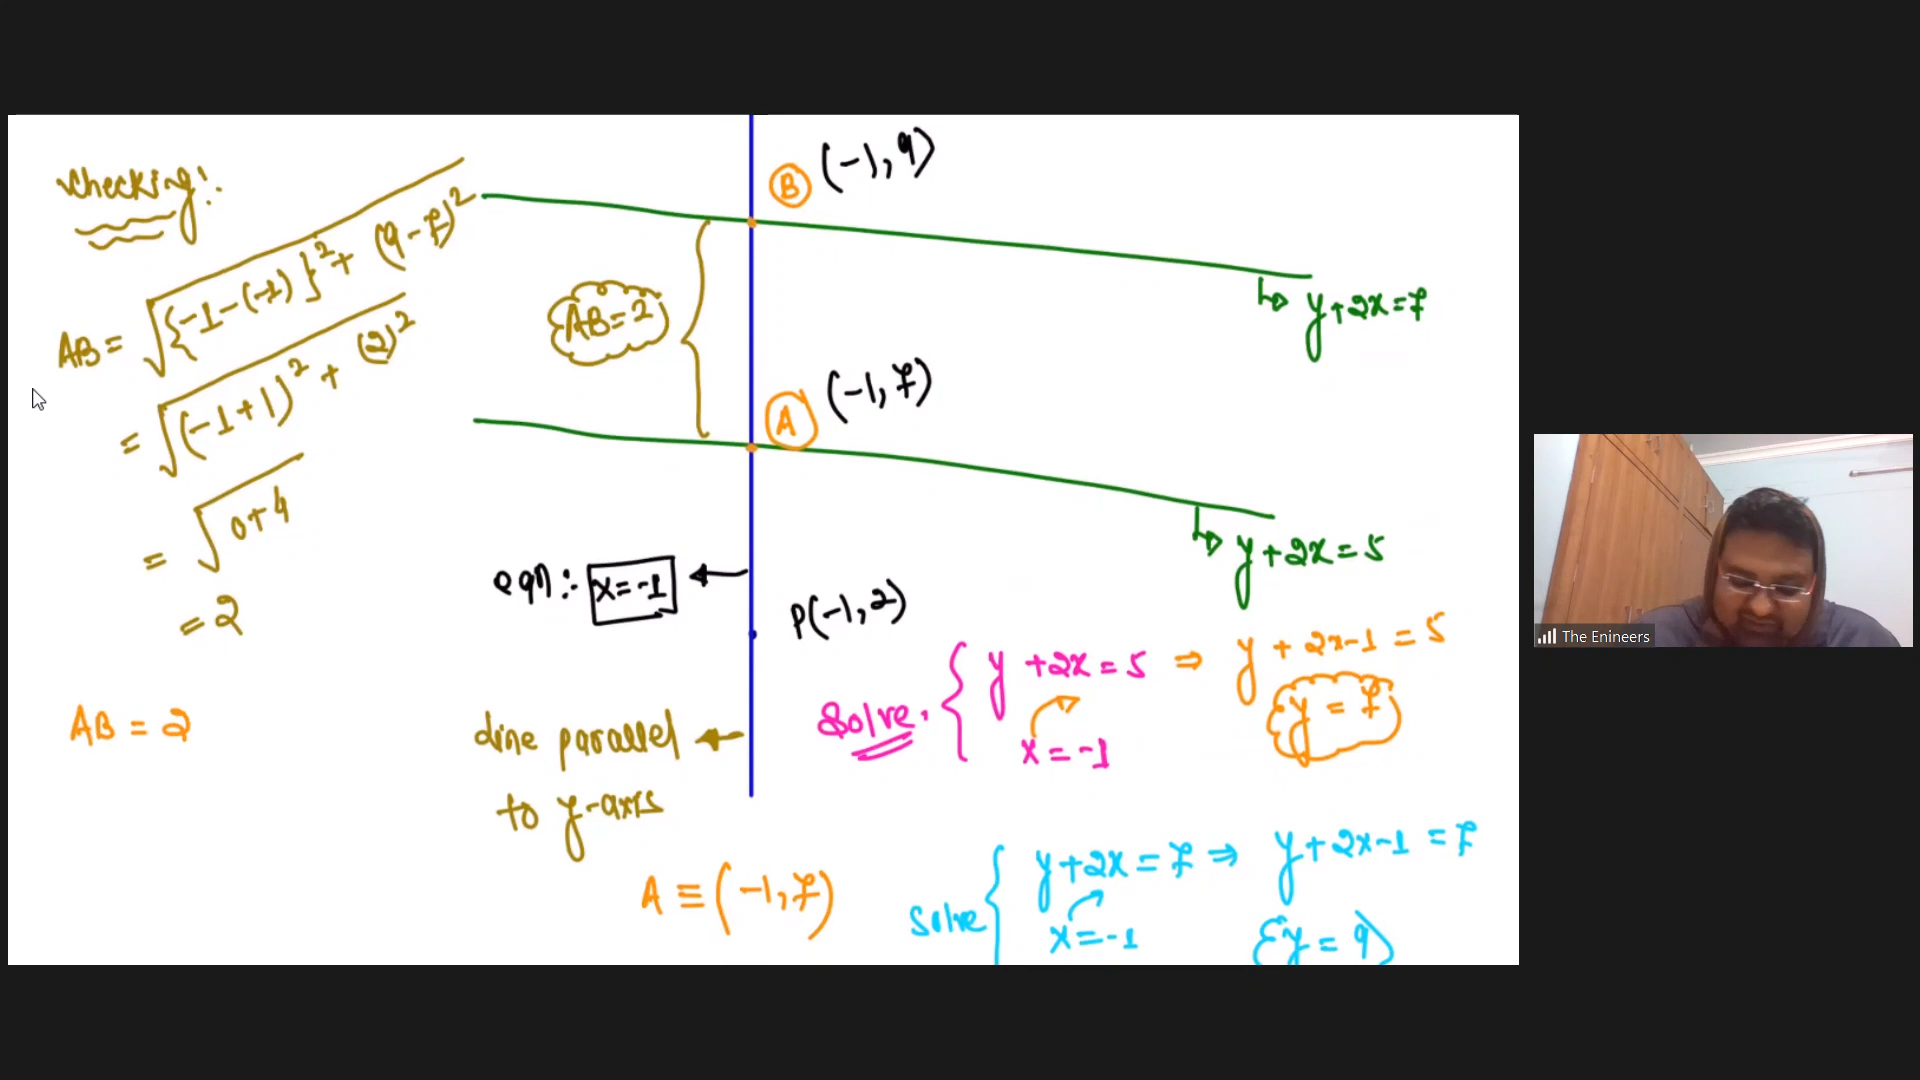 Checking:
AB = √{-1-(-1)}² + (9-7)²
= √(-1+1)² + (2)²
= √0+4
= 2
AB = 2
B (-1, 9)
y+2x=7
AB=2
A (-1, 7)
y+2x=5
eqn:- x=-1
P(-1, 2)
Line parallel
to y-axis
Solve. y+2x=5 ⇒ y + 2x-1 = 5
x=-1
y = 7
A ≡ (-1, 7)
Solve y+2x=7 ⇒ y+2x-1 = 7
x=-1
y = 9
The Enineers